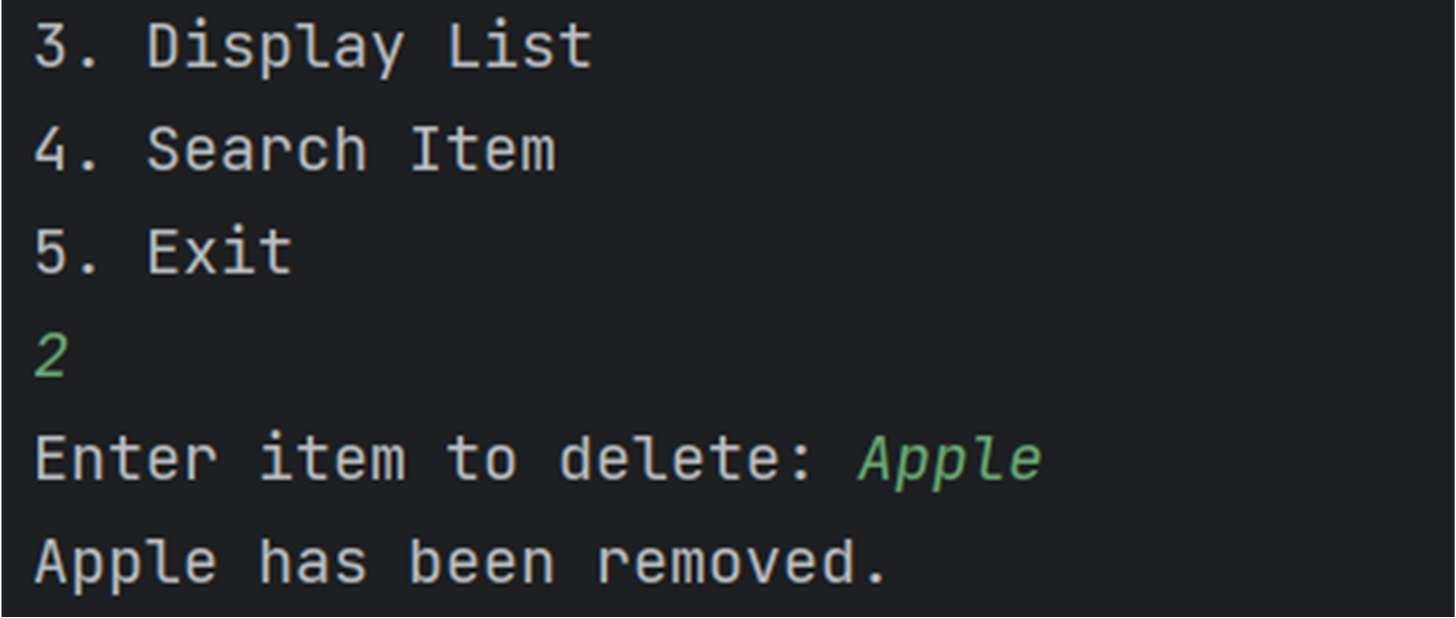 3. Display List
4. Search Item
5. Exit
2
Enter item to delete: Apple
Apple has been removed.